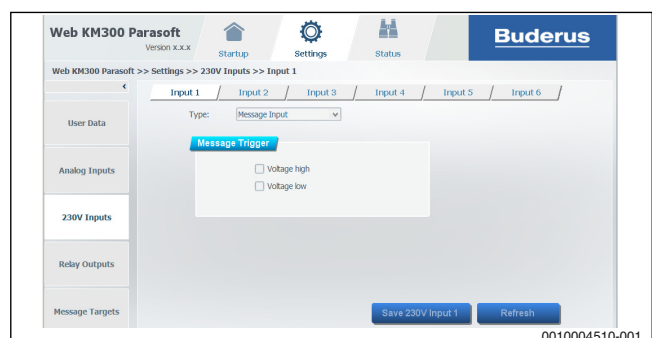 Web KM300 Parasoft
Version x.x.x
Startup
Settings
Status
Buderus
Web KM300 Parasoft >> Settings >> 230V Inputs >> Input 1
‹
Input 1 / Input 2 / Input 3 / Input 4 / Input 5 / Input 6 /
User Data
Analog Inputs
230V Inputs
Relay Outputs
Message Targets
Type: Message Input
Message Trigger
Voltage high
Voltage low
Save 230V Input 1
Refresh
0010004510-001